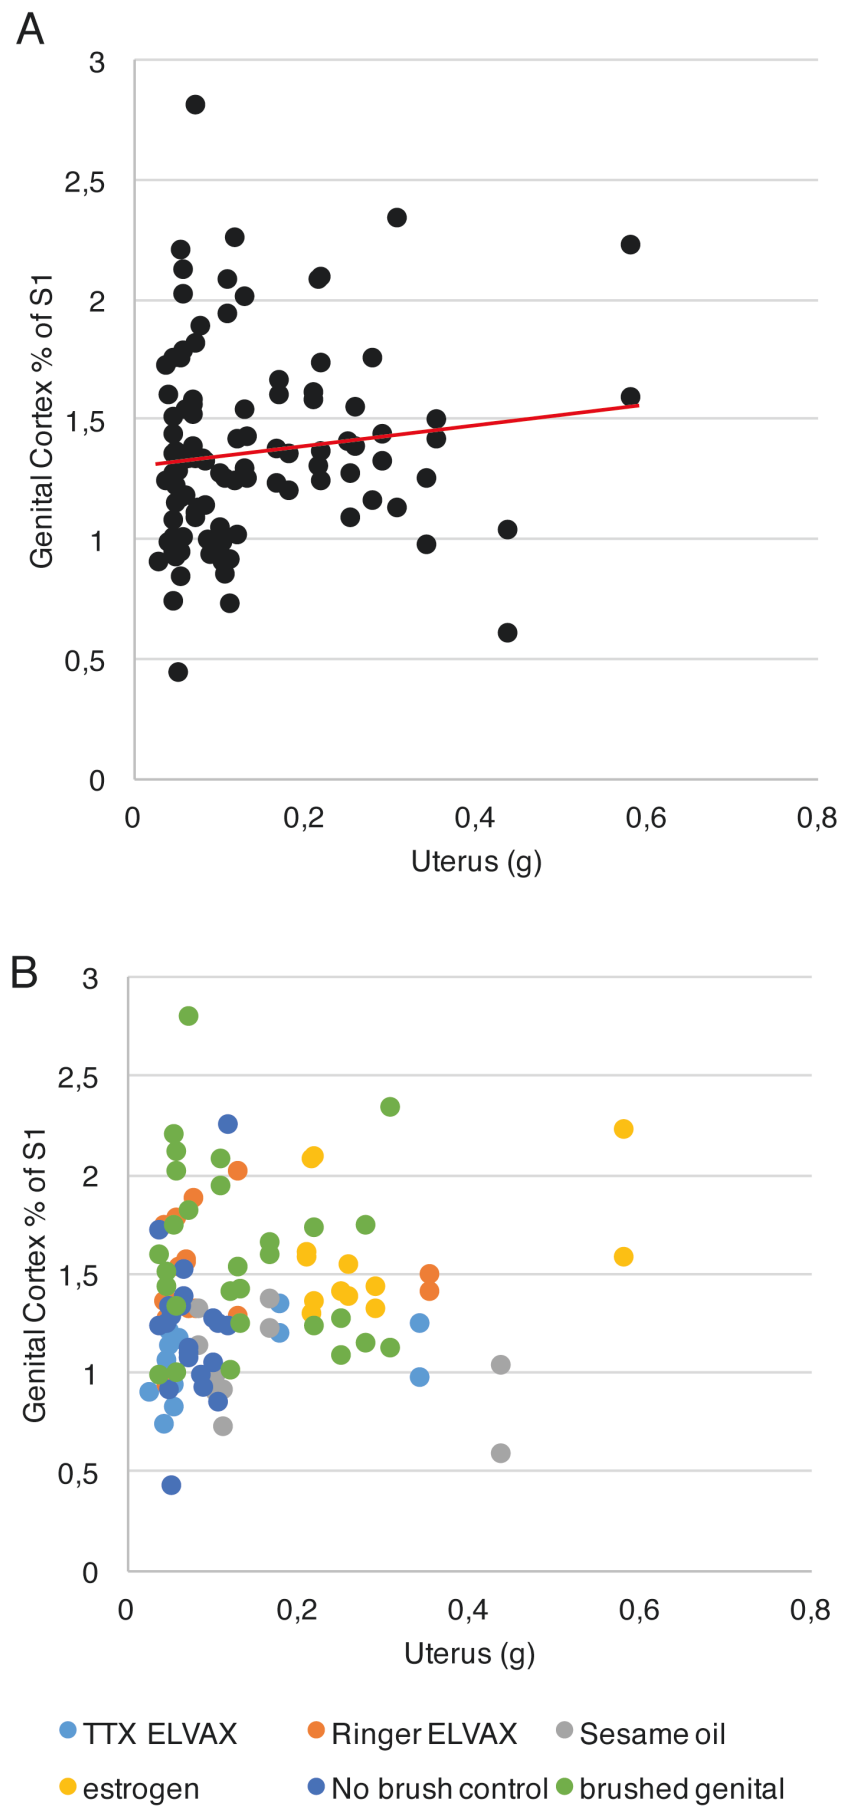 A
3
2,5
2
1,5
1
0,5
0
Genital Cortex % of S1
0 0,2 0,4 0,6 0,8
Uterus (g)
B
3
2,5
2
1,5
1
0,5
0
Genital Cortex % of S1
0 0,2 0,4 0,6 0,8
Uterus (g)
TTX ELVAX Ringer ELVAX Sesame oil
estrogen No brush control brushed genital